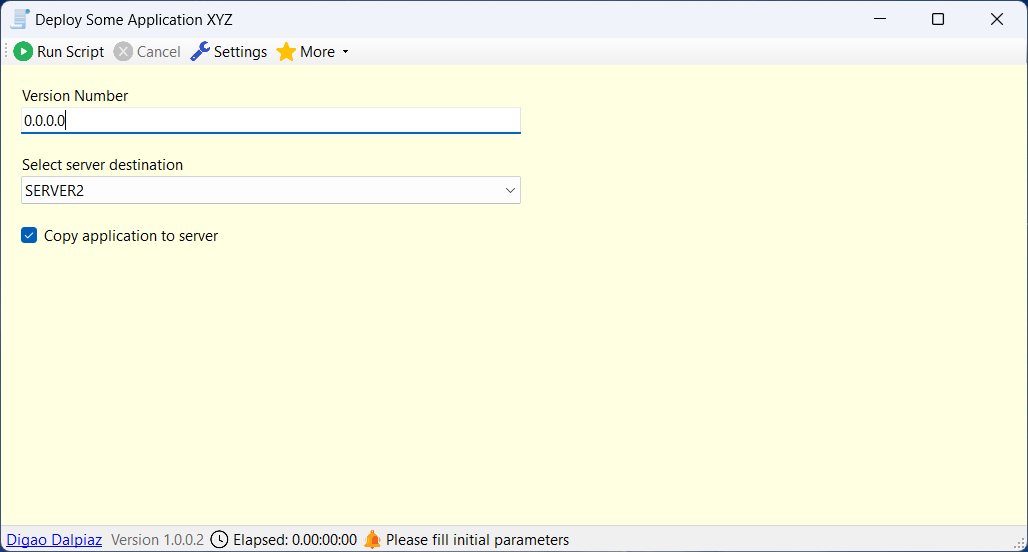 Deploy Some Application XYZ
Run Script Cancel Settings More
Version Number
0.0.0.0
Select server destination
SERVER2
Copy application to server
Digao Dalpiaz Version 1.0.0.2 Elapsed: 0.00:00:00 Please fill initial parameters